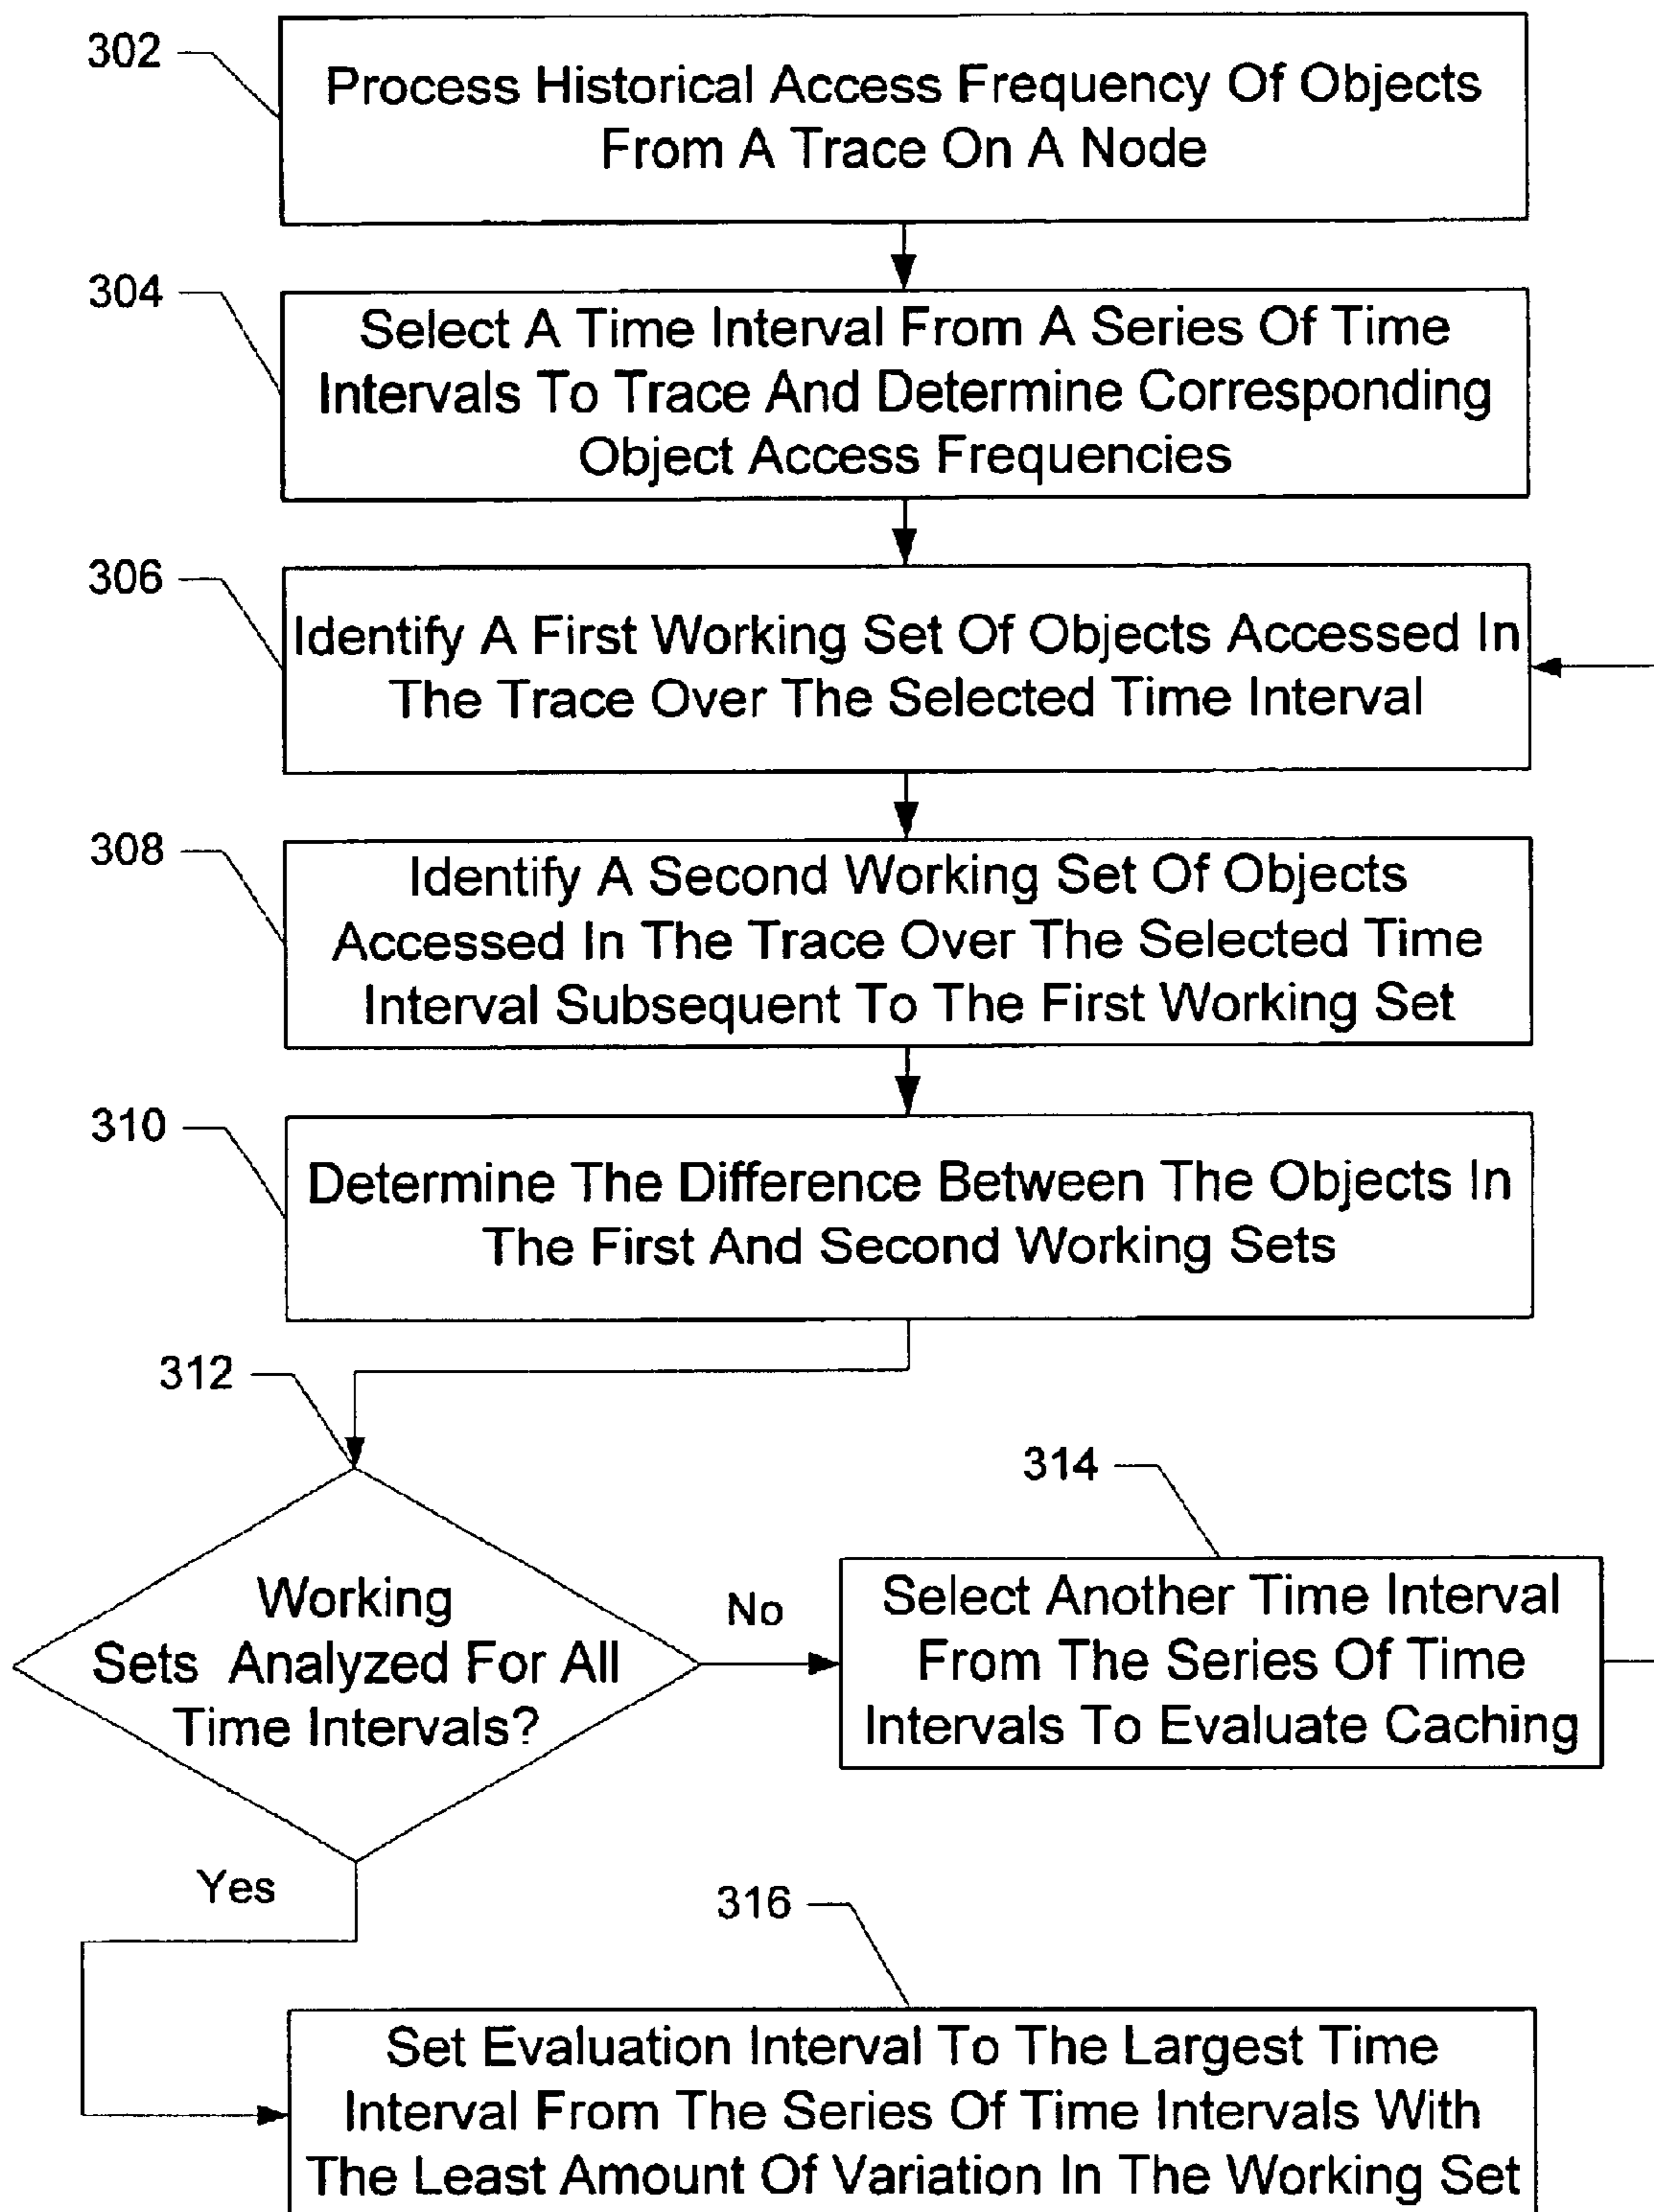 302
Process Historical Access Frequency Of Objects
From A Trace On A Node
304
Select A Time Interval From A Series Of Time
Intervals To Trace And Determine Corresponding
Object Access Frequencies
306
Identify A First Working Set Of Objects Accessed In
The Trace Over The Selected Time Interval
308
Identify A Second Working Set Of Objects
Accessed In The Trace Over The Selected Time
Interval Subsequent To The First Working Set
310
Determine The Difference Between The Objects In
The First And Second Working Sets
312
Working
Sets Analyzed For All
Time Intervals?
No
314
Select Another Time Interval
From The Series Of Time
Intervals To Evaluate Caching
Yes
316
Set Evaluation Interval To The Largest Time
Interval From The Series Of Time Intervals With
The Least Amount Of Variation In The Working Set